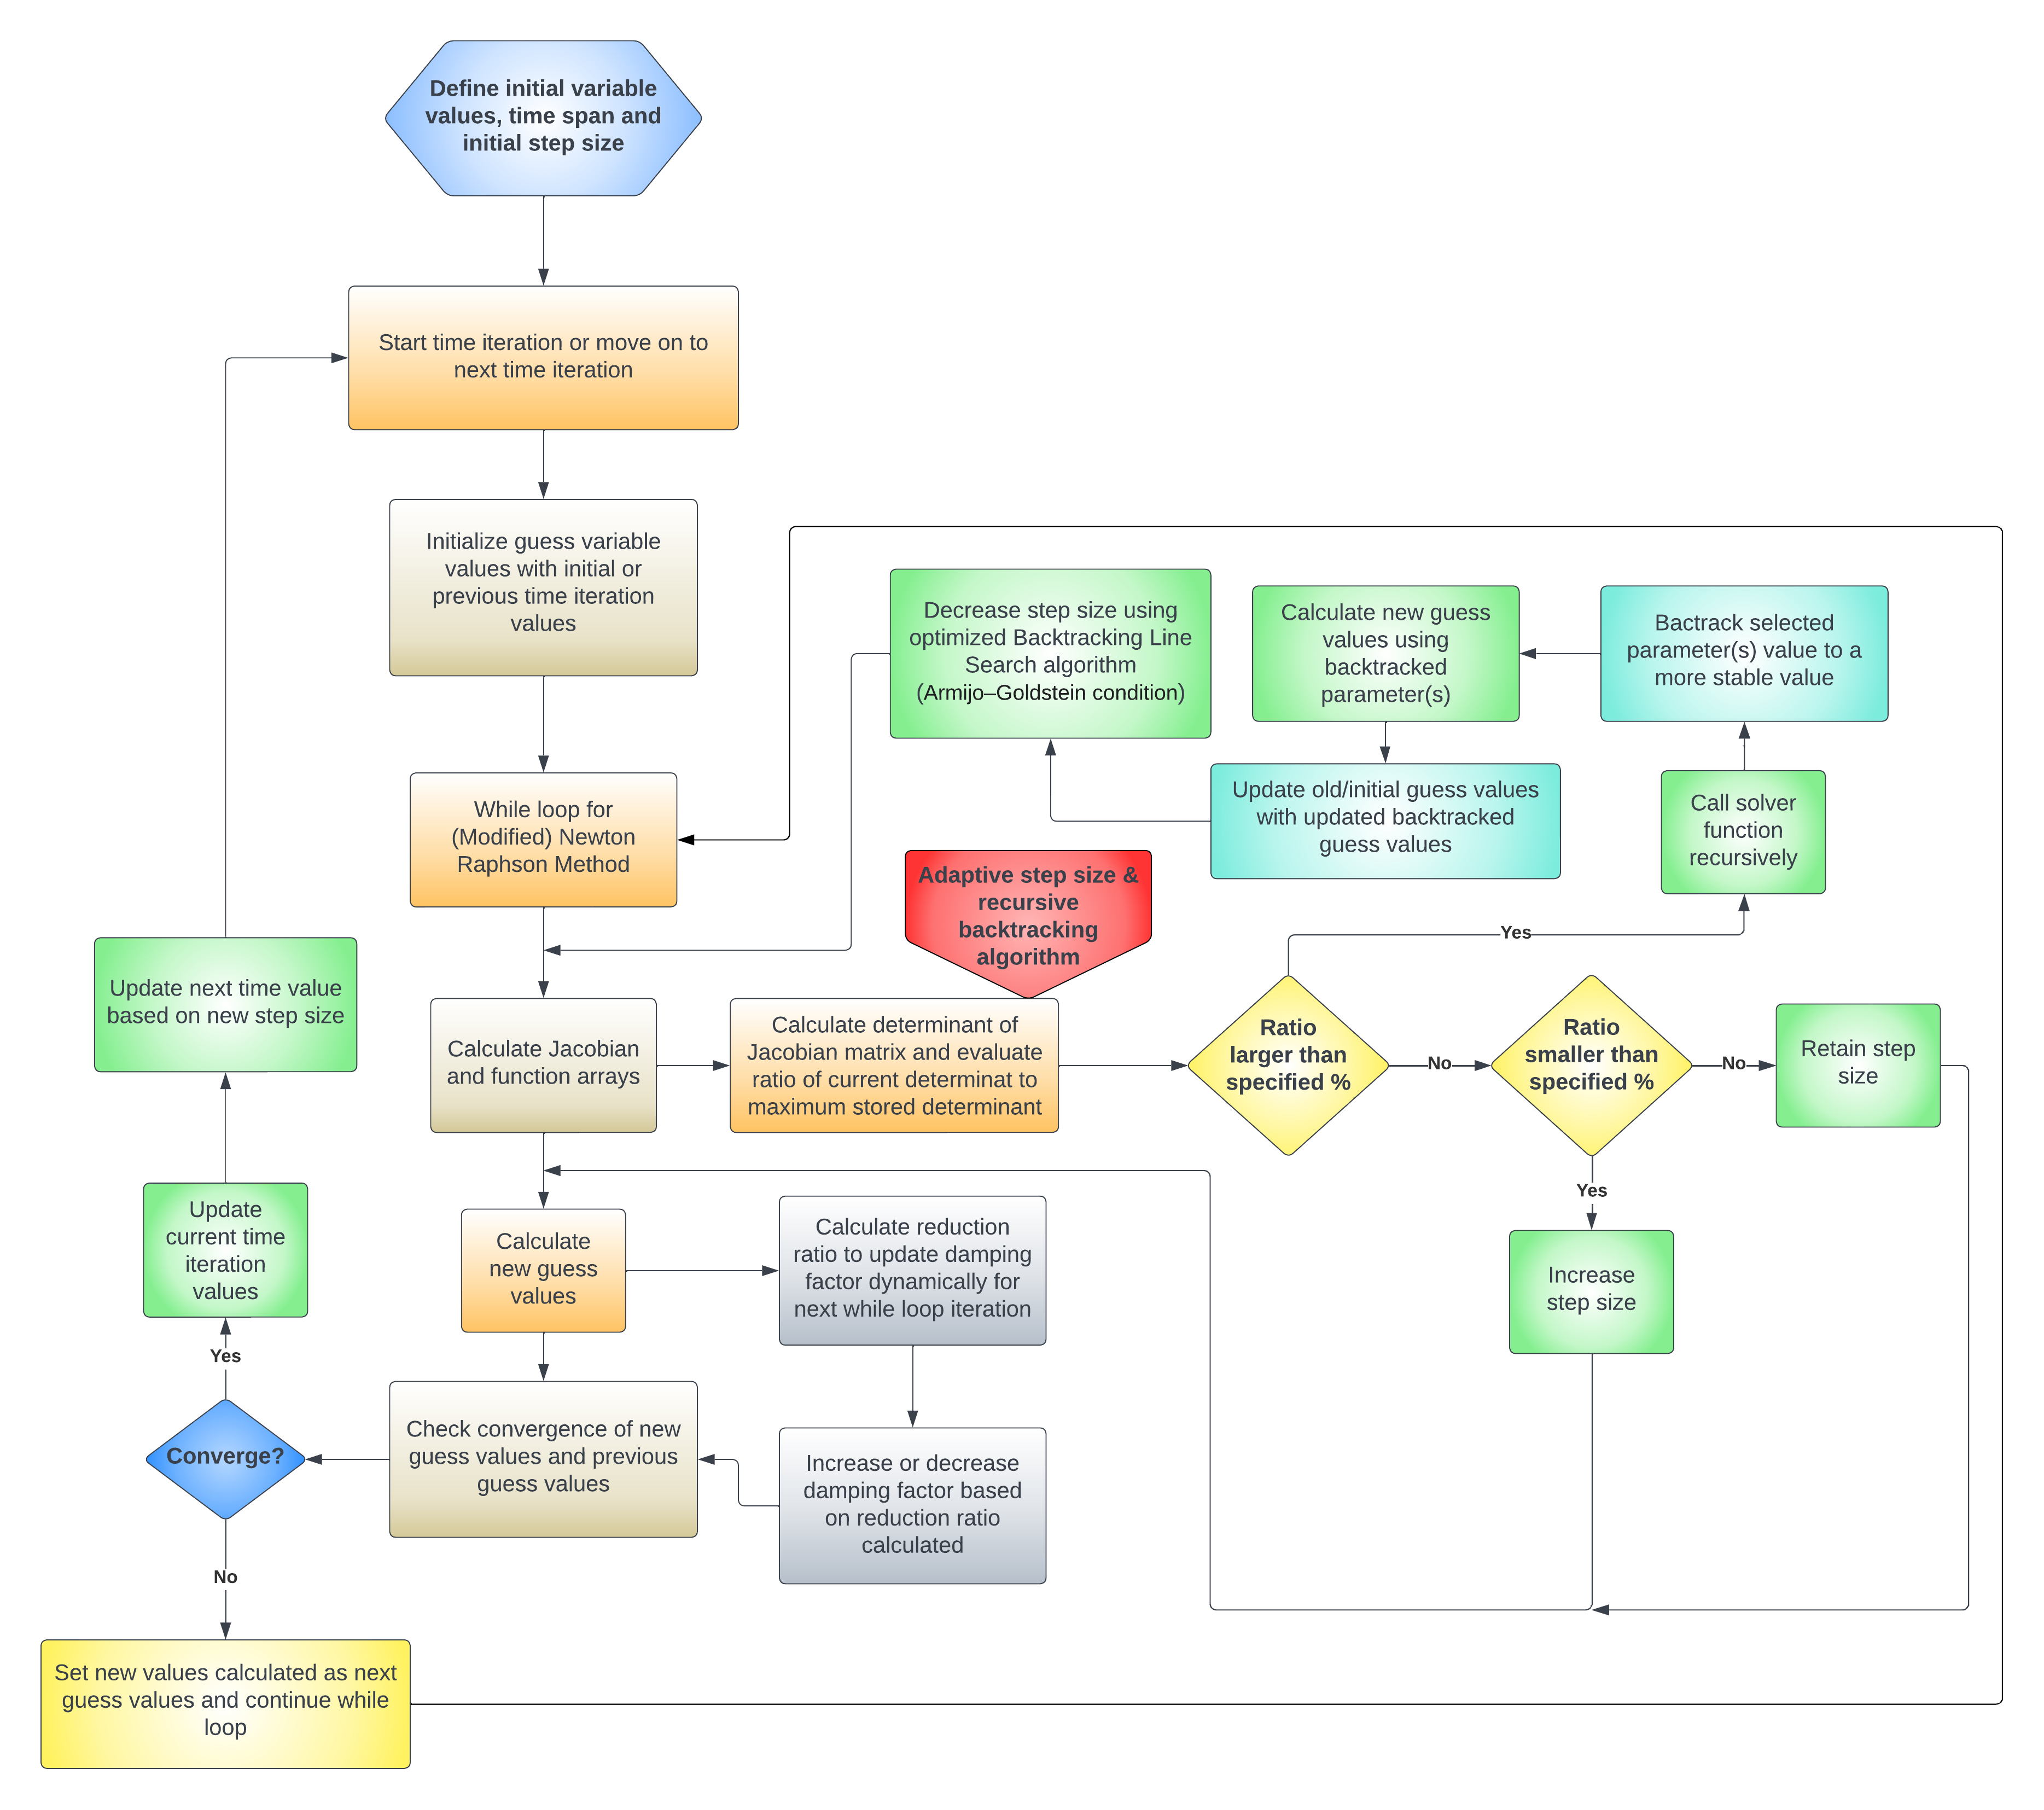 Define initial variable
values, time span and
initial step size
Start time iteration or move on to
next time iteration
Initialize guess variable
values with initial or
previous time iteration
values
While loop for
(Modified) Newton
Raphson Method
Decrease step size using
optimized Backtracking Line
Search algorithm
(Armijo–Goldstein condition)
Calculate new guess
values using
backtracked
parameter(s)
Bactrack selected
parameter(s) value to a
more stable value
Update old/initial guess values
with updated backtracked
guess values
Call solver
function
recursively
Adaptive step size &
recursive
backtracking
algorithm
Yes
Update next time value
based on new step size
Calculate Jacobian
and function arrays
Calculate determinant of
Jacobian matrix and evaluate
ratio of current determinat to
maximum stored determinant
Ratio
larger than
specified %
No
Ratio
smaller than
specified %
No
Retain step
size
Yes
Increase
step size
Update
current time
iteration
values
Calculate
new guess
values
Calculate reduction
ratio to update damping
factor dynamically for
next while loop iteration
Yes
Converge?
Check convergence of new
guess values and previous
guess values
Increase or decrease
damping factor based
on reduction ratio
calculated
No
Set new values calculated as next
guess values and continue while
loop